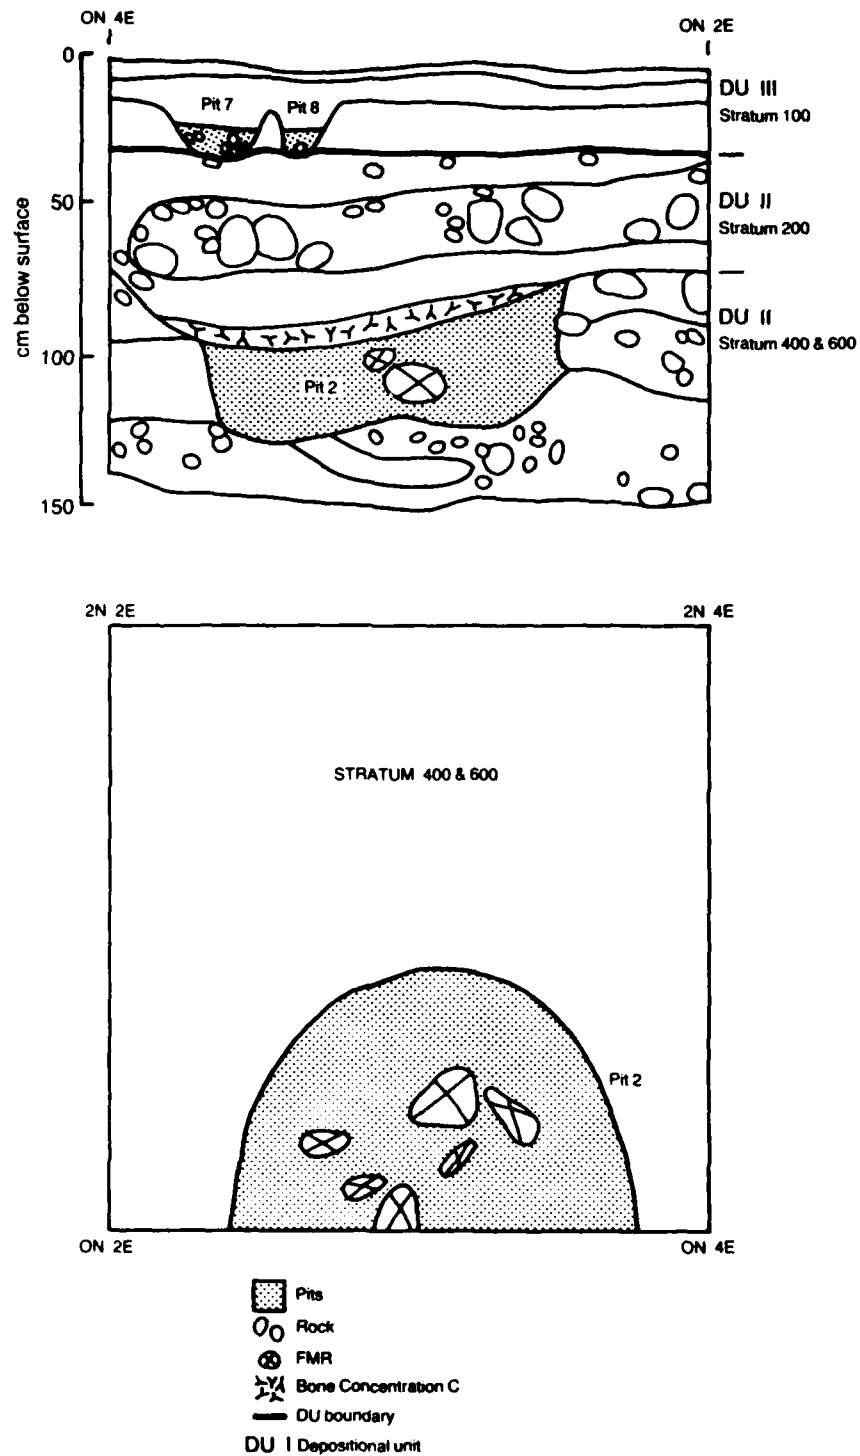 ON 4E
ON 2E
0
50
100
150
cm below surface
Pit 7
Pit 8
DU III
Stratum 100
DU II
Stratum 200
DU II
Stratum 400 & 600
Pit 2
2N 2E
2N 4E
STRATUM 400 & 600
Pit 2
ON 2E
ON 4E
Pits
Rock
FMR
Bone Concentration C
DU boundary
DU I Depositional unit